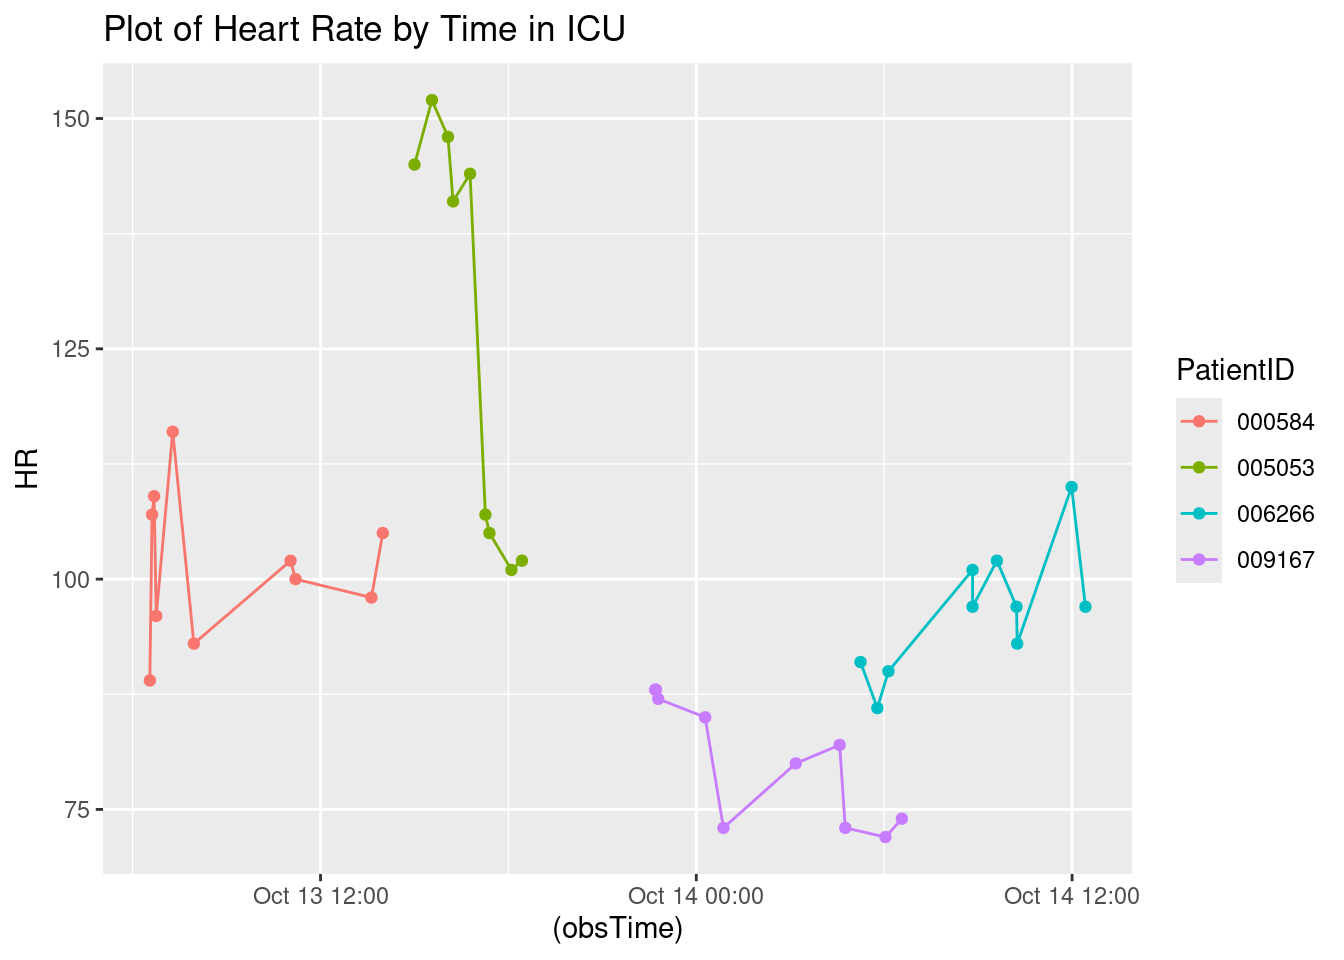 Plot of Heart Rate by Time in ICU
150
125
100
75
HR
Oct 13 12:00
Oct 14 00:00
Oct 14 12:00
(obsTime)
PatientID
000584
005053
006266
009167